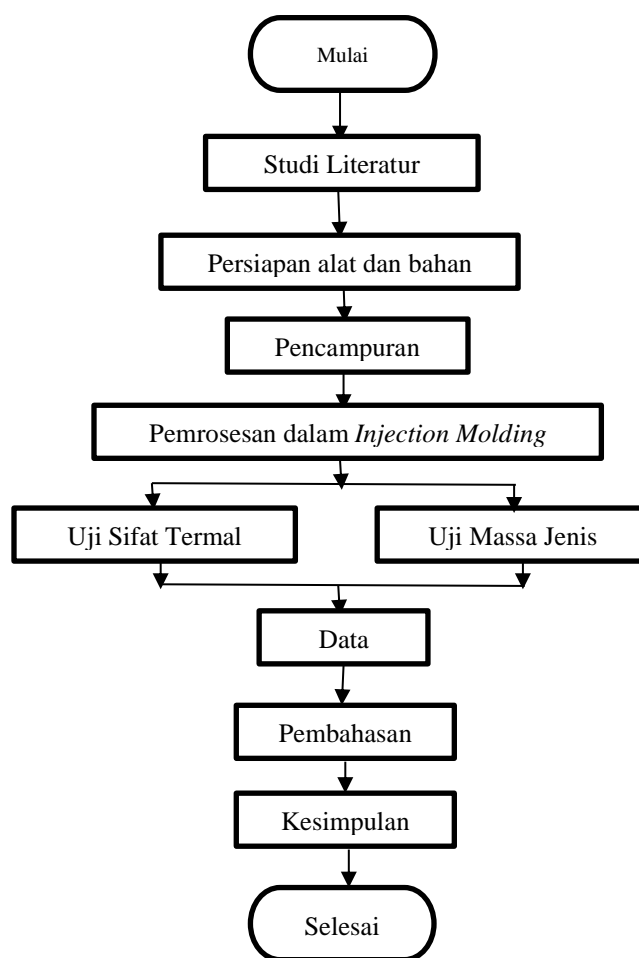 Mulai
Studi Literatur
Persiapan alat dan bahan
Pencampuran
Pemrosesan dalam Injection Molding
Uji Sifat Termal
Uji Massa Jenis
Data
Pembahasan
Kesimpulan
Selesai